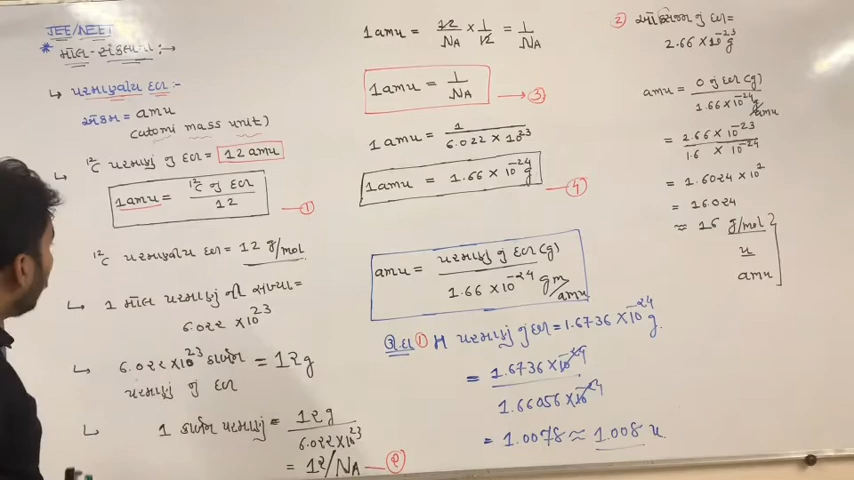 JEE/NEET
* મોલ-સંકલ્પના :→
↳ પરમાણ્વીય દળ :-
એકમ = amu
(atomic mass unit)
↳ ¹²C પરમાણું નું દળ = 12 amu
1 amu = ¹²C નું દળ / 12 — ①
¹²C પરમાણ્વીય દળ = 12 g/mol
↳ 1 મોલ પરમાણું ની સંખ્યા =
6.022 × 10²³
↳ 6.022 × 10²³ કાર્બન = 12g
પરમાણું નું દળ
↳ 1 કાર્બન પરમાણું = 12g / 6.022 × 10²³
= 12/NA — ②
1 amu = 12/NA × 1/12 = 1/NA
1 amu = 1/NA → ③
1 amu = 1 / 6.022 × 10²³
1 amu = 1.66 × 10⁻²⁴ g — ④
amu = પરમાણું નું દળ (g) / 1.66 × 10⁻²⁴ gm/amu
ઉ.દા ① H પરમાણું નું દળ = 1.6736 × 10⁻²⁴ g.
= 1.6736 × 10⁻²⁴ g / 1.66056 × 10⁻²⁴
= 1.0078 ≈ 1.008 u
② ઓક્સિજન નું દળ =
2.66 × 10⁻²³ g
amu = O નું દળ (g) / 1.66 × 10⁻²⁴ g/amu
= 2.66 × 10⁻²³ / 1.6 × 10⁻²⁴
= 1.6024 × 10¹
= 16.024
≈ 16 g/mol
u
amu